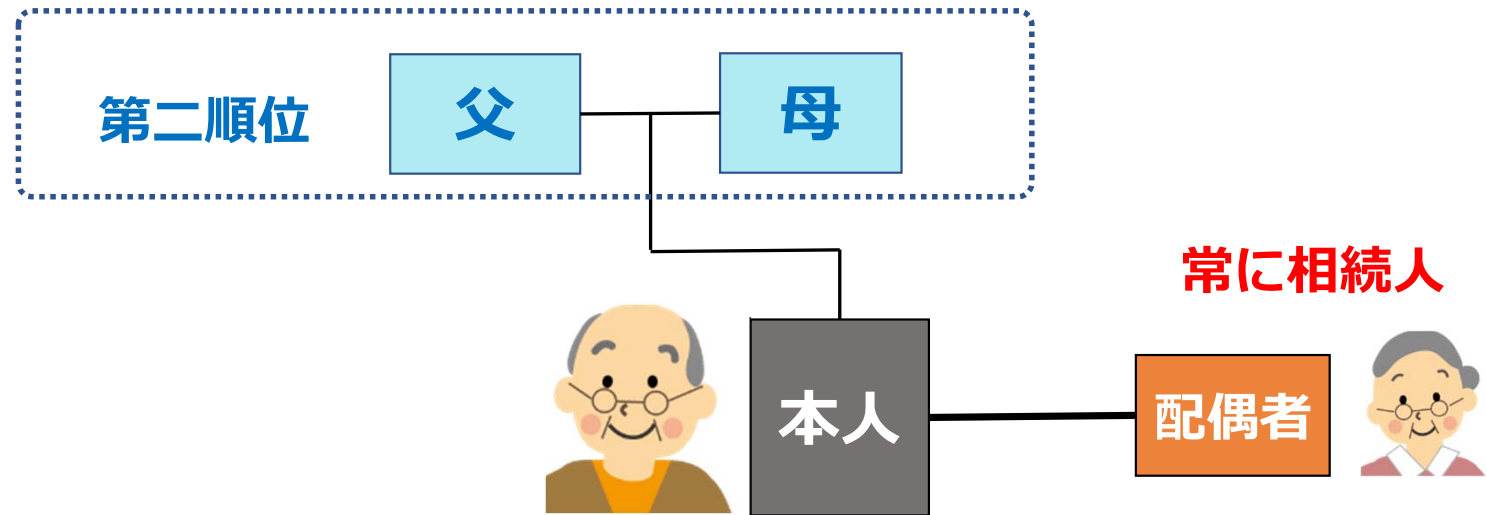 第二順位
父
母
常に相続人
本人
配偶者